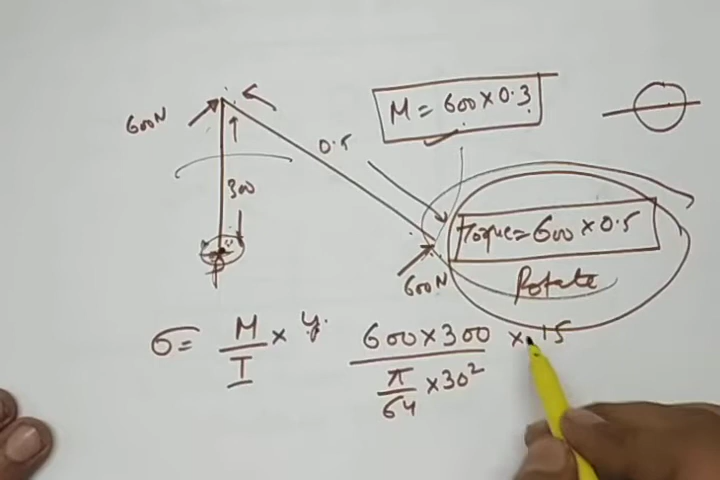 600N
M = 600 × 0.3
0.5
300
Torque = 600 × 0.5
600N
Rotate
σ = M/I × y. 600 × 300 / π/64 × 30² × 15